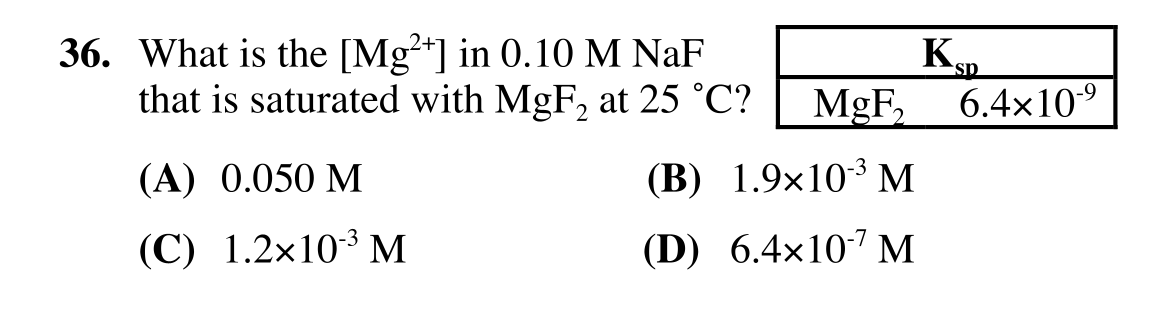 36. What is the [Mg²⁺] in 0.10 M NaF
that is saturated with MgF₂ at 25 ˚C?
Kₛₚ
MgF₂ 6.4×10⁻⁹
(A) 0.050 M
(B) 1.9×10⁻³ M
(C) 1.2×10⁻³ M
(D) 6.4×10⁻⁷ M